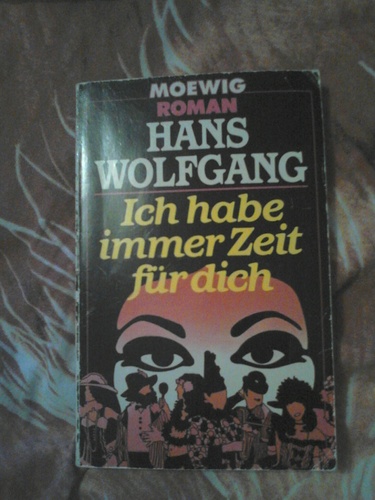 MOEWIG
ROMAN
HANS
WOLFGANG
Ich habe
immer Zeit
für dich